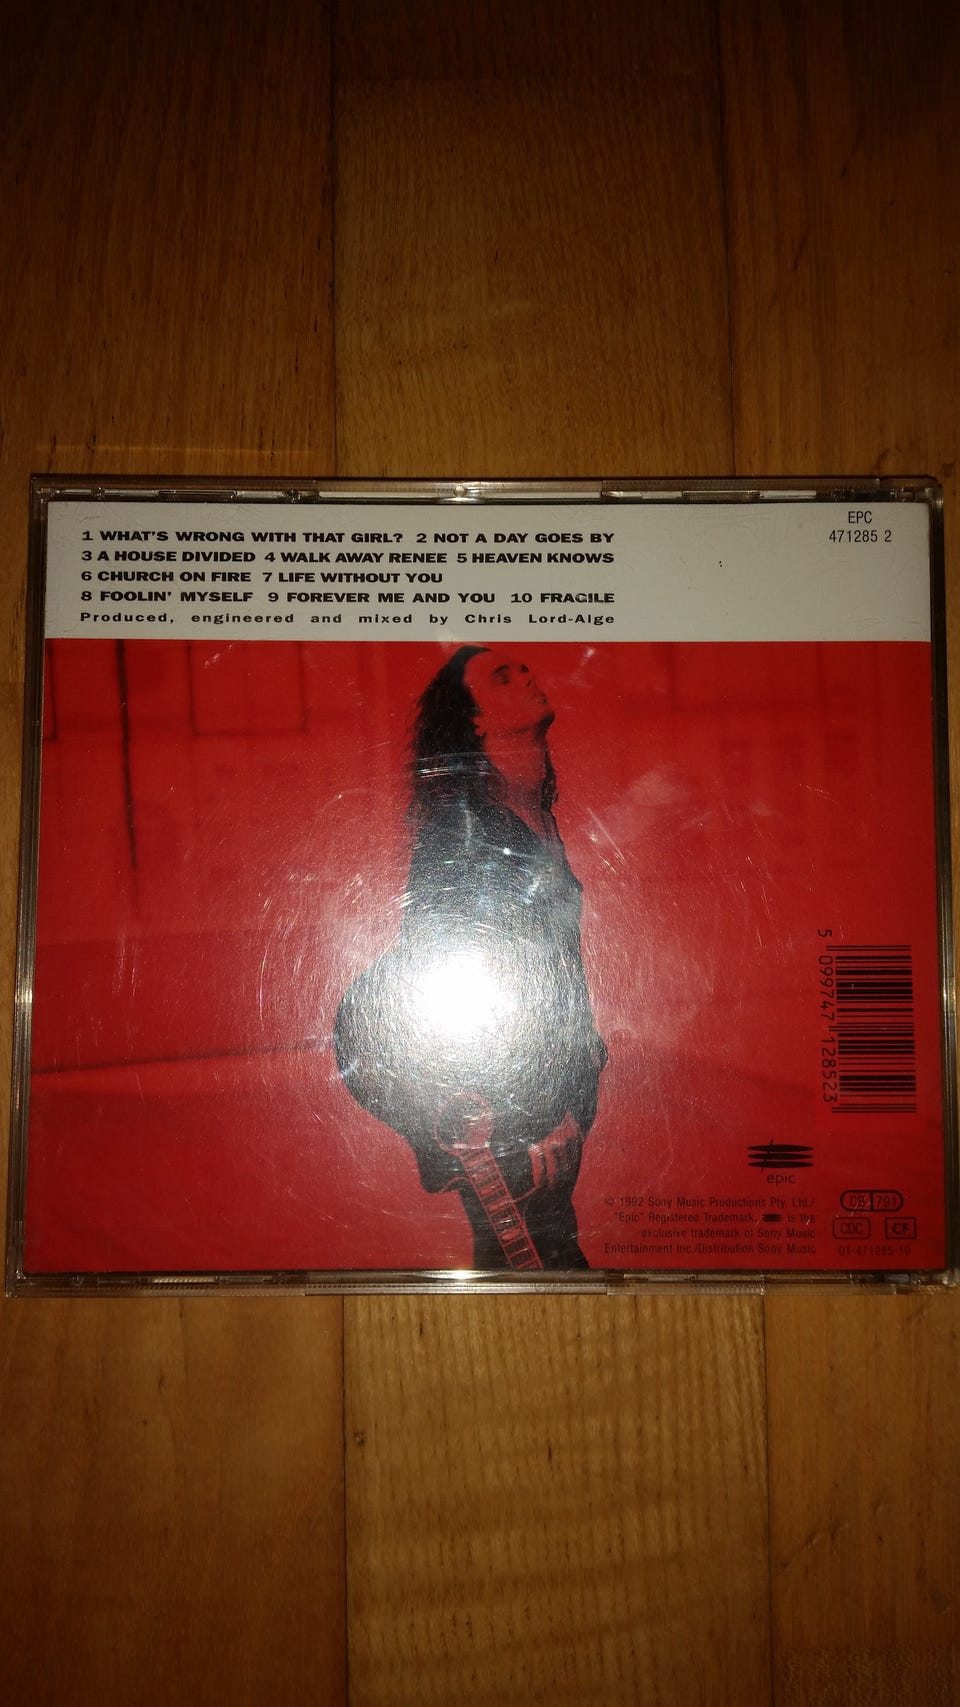 1 WHAT'S WRONG WITH THAT GIRL? 2 NOT A DAY GOES BY
3 A HOUSE DIVIDED 4 WALK AWAY RENEE 5 HEAVEN KNOWS
6 CHURCH ON FIRE 7 LIFE WITHOUT YOU
8 FOOLIN' MYSELF 9 FOREVER ME AND YOU 10 FRAGILE
Produced, engineered and mixed by Chris Lord-Alge
EPC
471285 2
5 099747 128523
epic
© 1992 Sony Music Productions Pty. Ltd./
"Epic" Registered Trademark, is the
exclusive trademark of Sony Music
Entertainment Inc./Distribution Sony Music
CB 791
CDC CF
01-471285-10